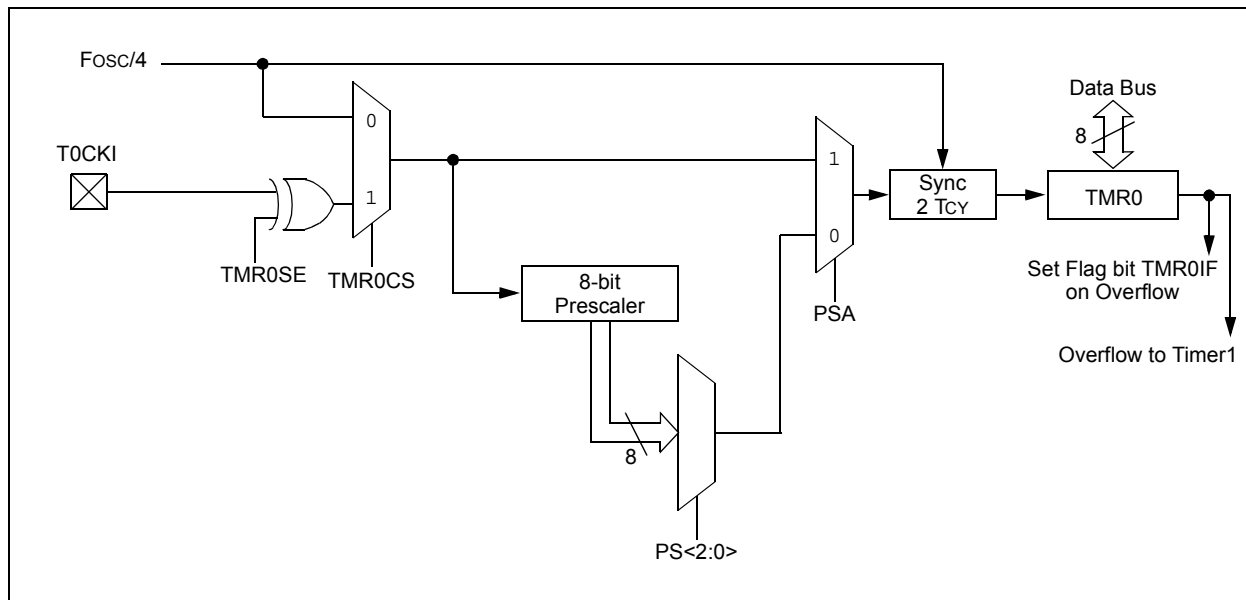 FOSC/4
Data Bus
8
T0CKI
0
1
1
0
Sync
2 TCY
TMR0
TMR0SE
TMR0CS
8-bit
Prescaler
PSA
Set Flag bit TMR0IF
on Overflow
Overflow to Timer1
8
PS<2:0>